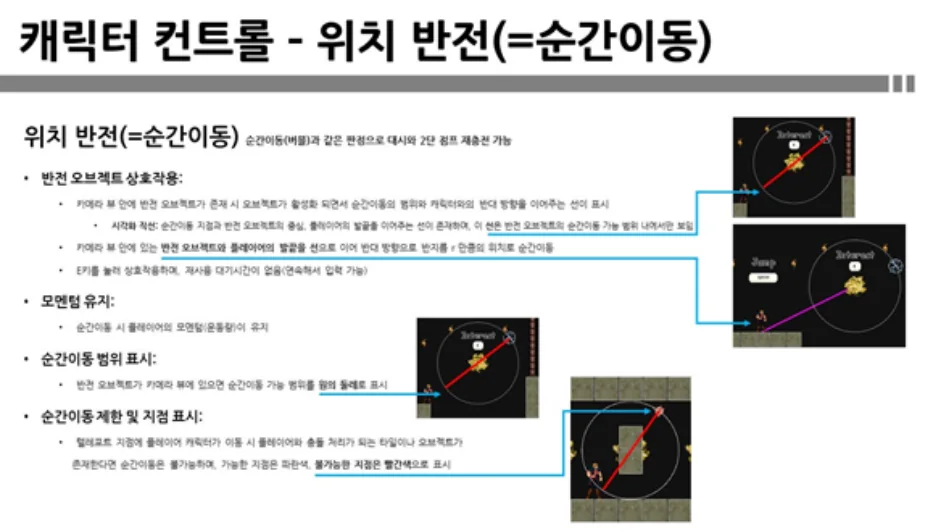 캐릭터 컨트롤 - 위치 반전(=순간이동)
위치 반전(=순간이동) 순간이동(버블)과 같은 판정으로 대시와 2단 점프 재충전 가능
• 반전 오브젝트 상호작용:
• 카메라 뷰 안에 반전 오브젝트가 존재 시 오브젝트가 활성화 되면서 순간이동의 범위와 캐릭터와의 반대 방향을 이어주는 선이 표시
• 시각화 직선: 순간이동 지점과 반전 오브젝트의 중심, 플레이어의 발끝을 이어주는 선이 존재하며, 이 선은 반전 오브젝트의 순간이동 가능 범위 내에서만 보임
• 카메라 뷰 안에 있는 반전 오브젝트와 플레이어의 발끝을 선으로 이어 반대 방향으로 반지름 r 만큼의 위치로 순간이동
• E키를 눌러 상호작용하며, 재사용 대기시간이 없음(연속해서 입력 가능)
• 모멘텀 유지:
• 순간이동 시 플레이어의 모멘텀(운동량)이 유지
• 순간이동 범위 표시:
• 반전 오브젝트가 카메라 뷰에 있으면 순간이동 가능 범위를 원의 둘레로 표시
• 순간이동 제한 및 지점 표시:
• 텔레포트 지점에 플레이어 캐릭터가 이동 시 플레이어와 충돌 처리가 되는 타일이나 오브젝트가
존재한다면 순간이동은 불가능하며, 가능한 지점은 파란색, 불가능한 지점은 빨간색으로 표시
Interact
Jump
Interact
Interact